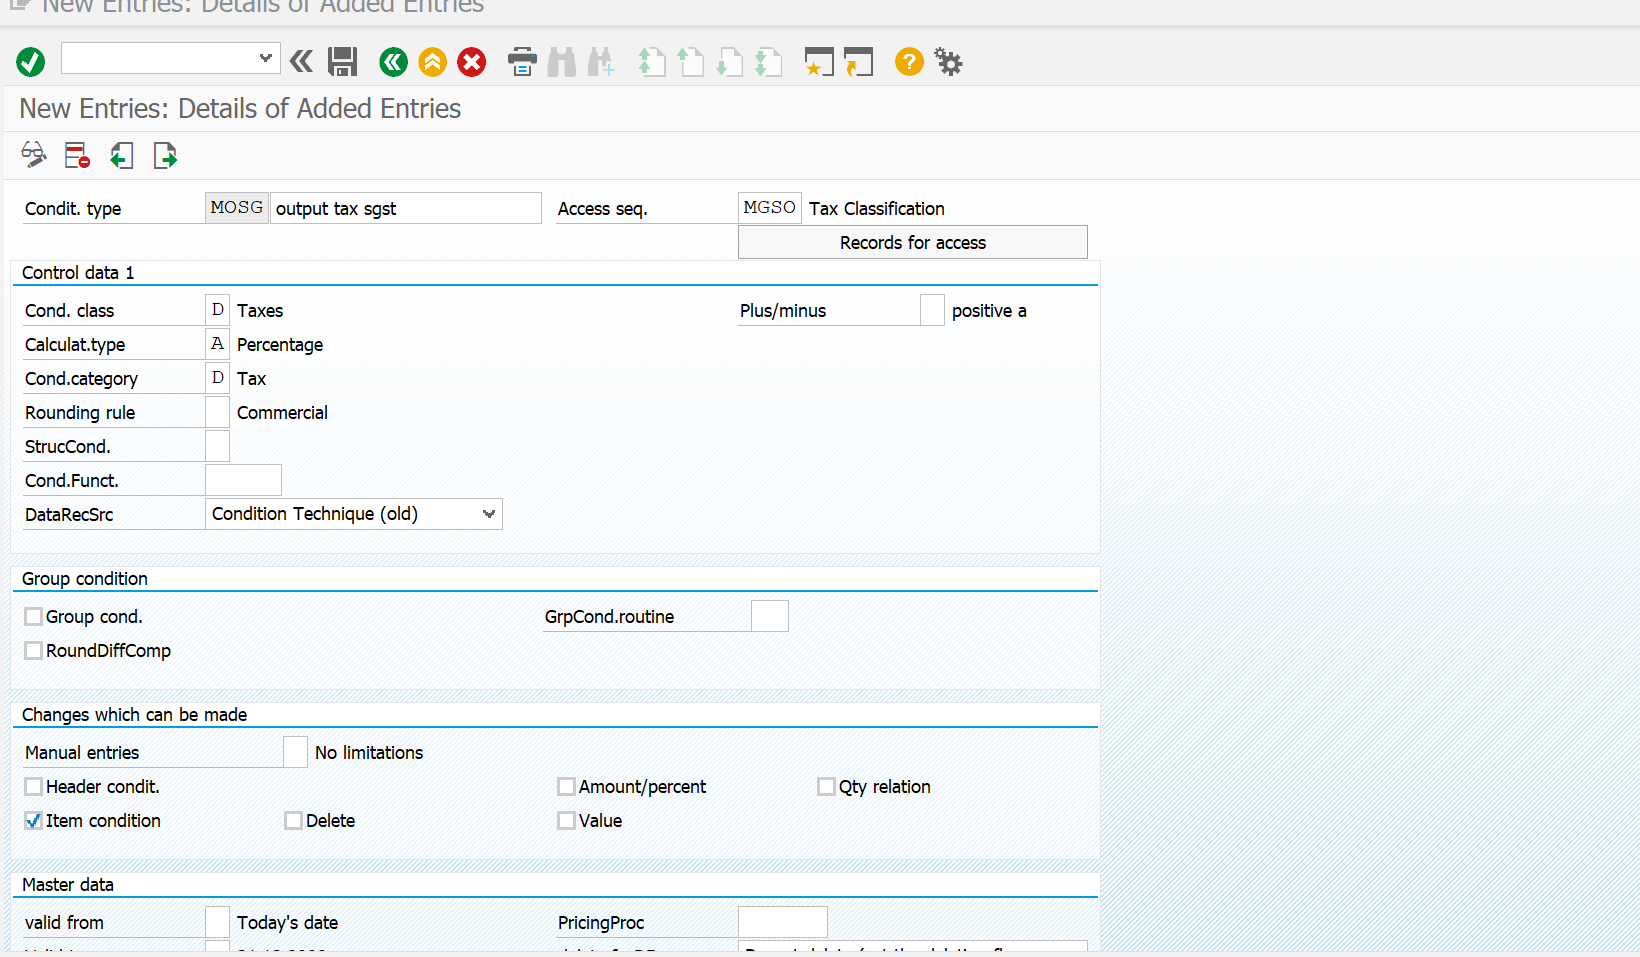 New Entries: Details of Added Entries
New Entries: Details of Added Entries
Condit. type MOSG output tax sgst Access seq. MGSO Tax Classification
Records for access
Control data 1
Cond. class D Taxes Plus/minus positive a
Calculat.type A Percentage
Cond.category D Tax
Rounding rule Commercial
StrucCond.
Cond.Funct.
DataRecSrc Condition Technique (old)
Group condition
Group cond. GrpCond.routine
RoundDiffComp
Changes which can be made
Manual entries No limitations
Header condit. Amount/percent Qty relation
Item condition Delete Value
Master data
valid from Today's date PricingProc